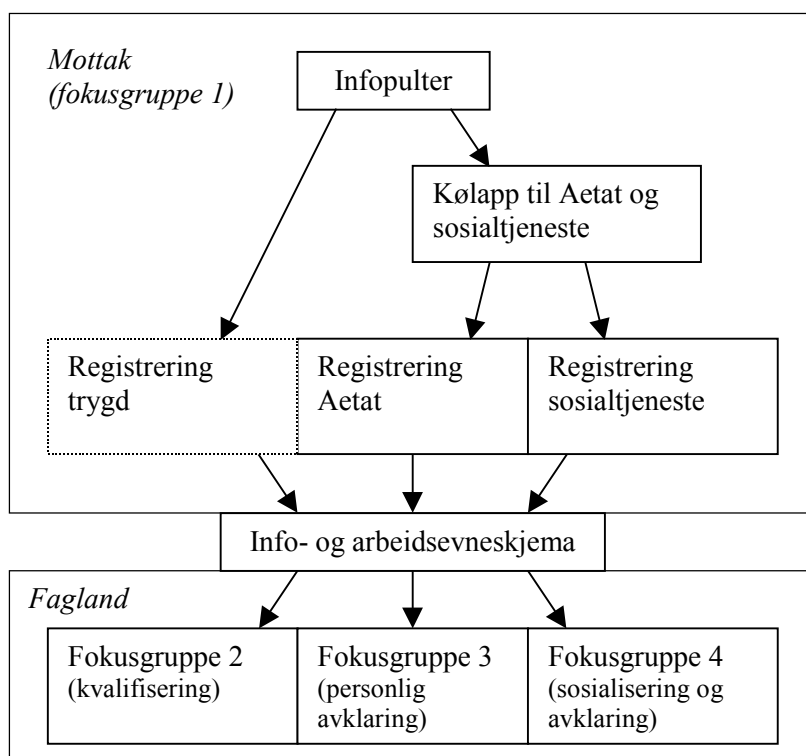 Mottak
(fokusgruppe 1)
Infopulter
Kølapp til Aetat og
sosialtjeneste
Registrering
trygd
Registrering
Aetat
Registrering
sosialtjeneste
Info- og arbeidsevneskjema
Fagland
Fokusgruppe 2
(kvalifisering)
Fokusgruppe 3
(personlig
avklaring)
Fokusgruppe 4
(sosialisering og
avklaring)